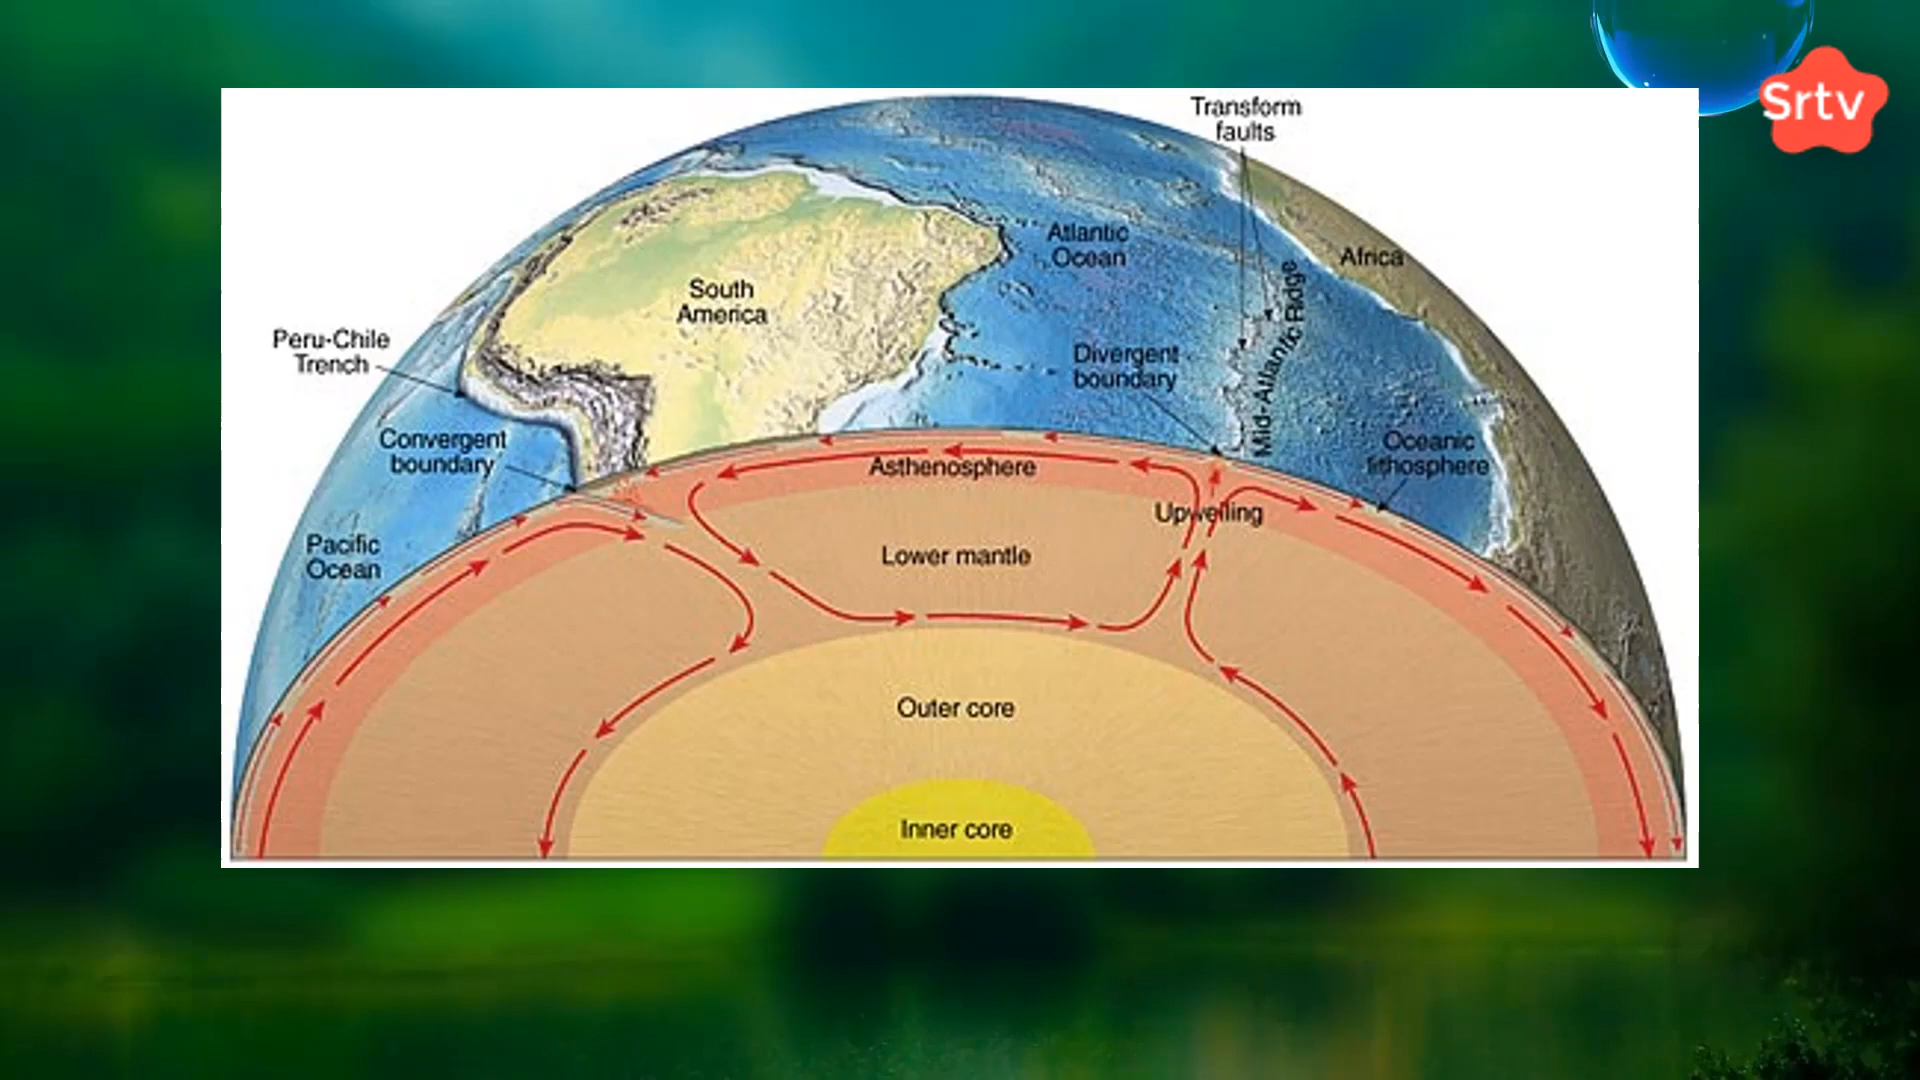 Srtv
Transform
faults
Atlantic
Ocean
Africa
South
America
Mid-Atlantic Ridge
Peru-Chile
Trench
Divergent
boundary
Convergent
boundary
Oceanic
lithosphere
Asthenosphere
Upwelling
Pacific
Ocean
Lower mantle
Outer core
Inner core